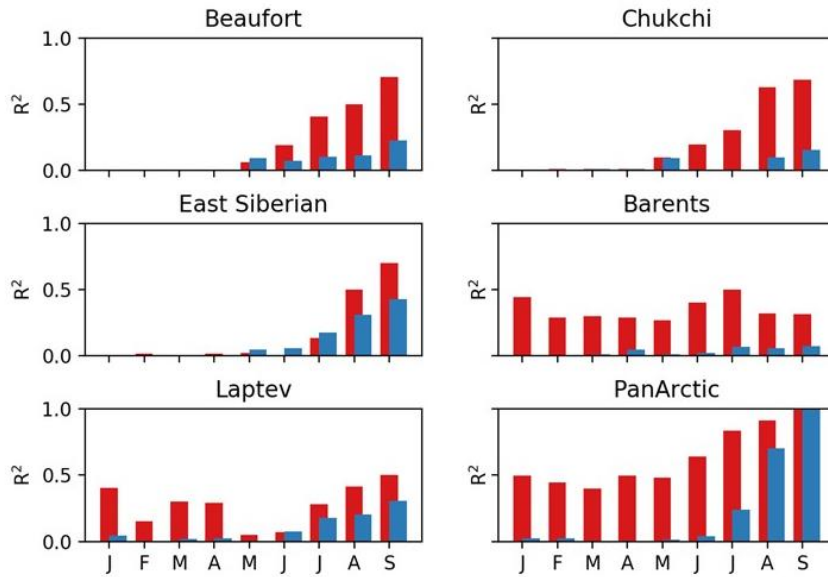 Beaufort
Chukchi
1.0
0.5
0.0
R²
R²
East Siberian
Barents
1.0
0.5
0.0
R²
R²
Laptev
PanArctic
1.0
0.5
0.0
R²
R²
J F M A M J J A S
J F M A M J J A S